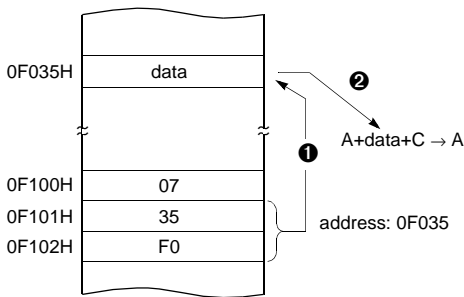 0F035H data
❷
A+data+C → A
❶
0F100H 07
0F101H 35
address: 0F035
0F102H F0